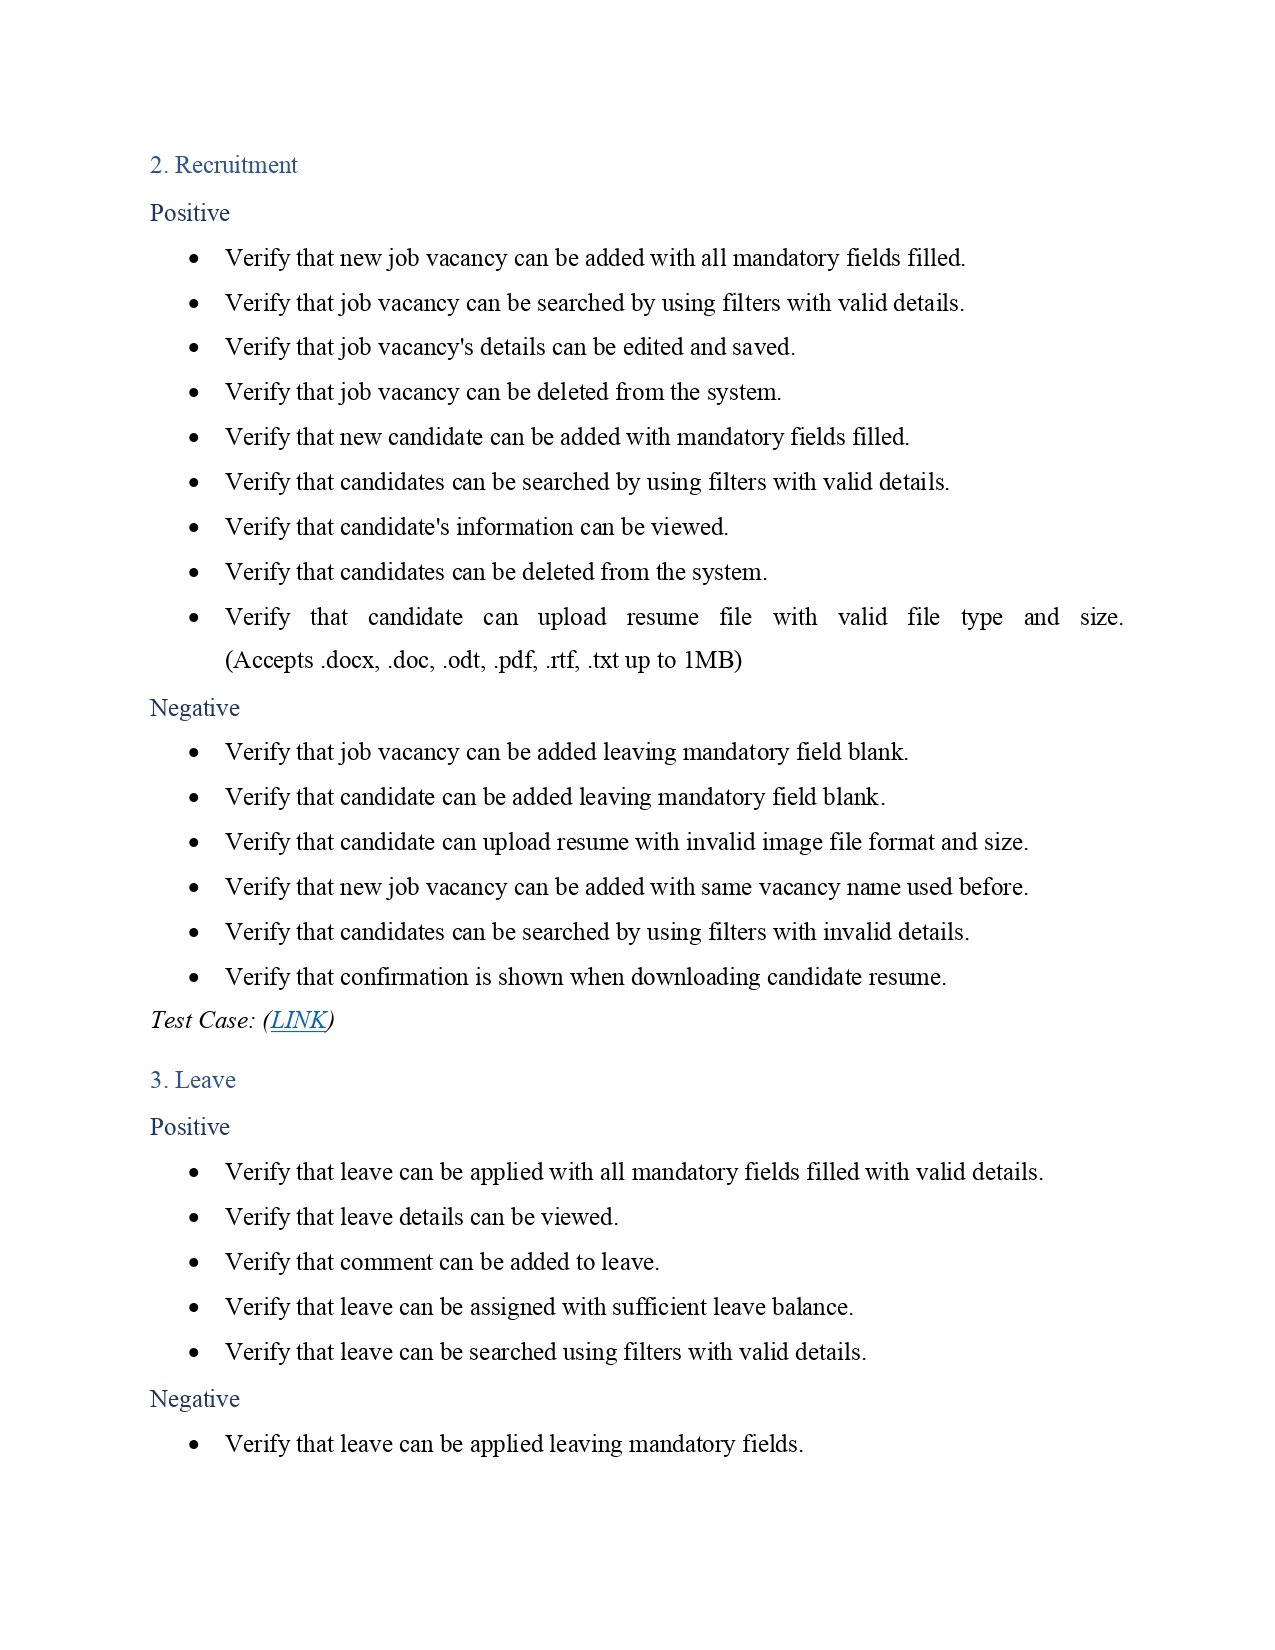 2. Recruitment
Positive
• Verify that new job vacancy can be added with all mandatory fields filled.
• Verify that job vacancy can be searched by using filters with valid details.
• Verify that job vacancy's details can be edited and saved.
• Verify that job vacancy can be deleted from the system.
• Verify that new candidate can be added with mandatory fields filled.
• Verify that candidates can be searched by using filters with valid details.
• Verify that candidate's information can be viewed.
• Verify that candidates can be deleted from the system.
• Verify that candidate can upload resume file with valid file type and size.
(Accepts .docx, .doc, .odt, .pdf, .rtf, .txt up to 1MB)
Negative
• Verify that job vacancy can be added leaving mandatory field blank.
• Verify that candidate can be added leaving mandatory field blank.
• Verify that candidate can upload resume with invalid image file format and size.
• Verify that new job vacancy can be added with same vacancy name used before.
• Verify that candidates can be searched by using filters with invalid details.
• Verify that confirmation is shown when downloading candidate resume.
Test Case: (LINK)
3. Leave
Positive
• Verify that leave can be applied with all mandatory fields filled with valid details.
• Verify that leave details can be viewed.
• Verify that comment can be added to leave.
• Verify that leave can be assigned with sufficient leave balance.
• Verify that leave can be searched using filters with valid details.
Negative
• Verify that leave can be applied leaving mandatory fields.